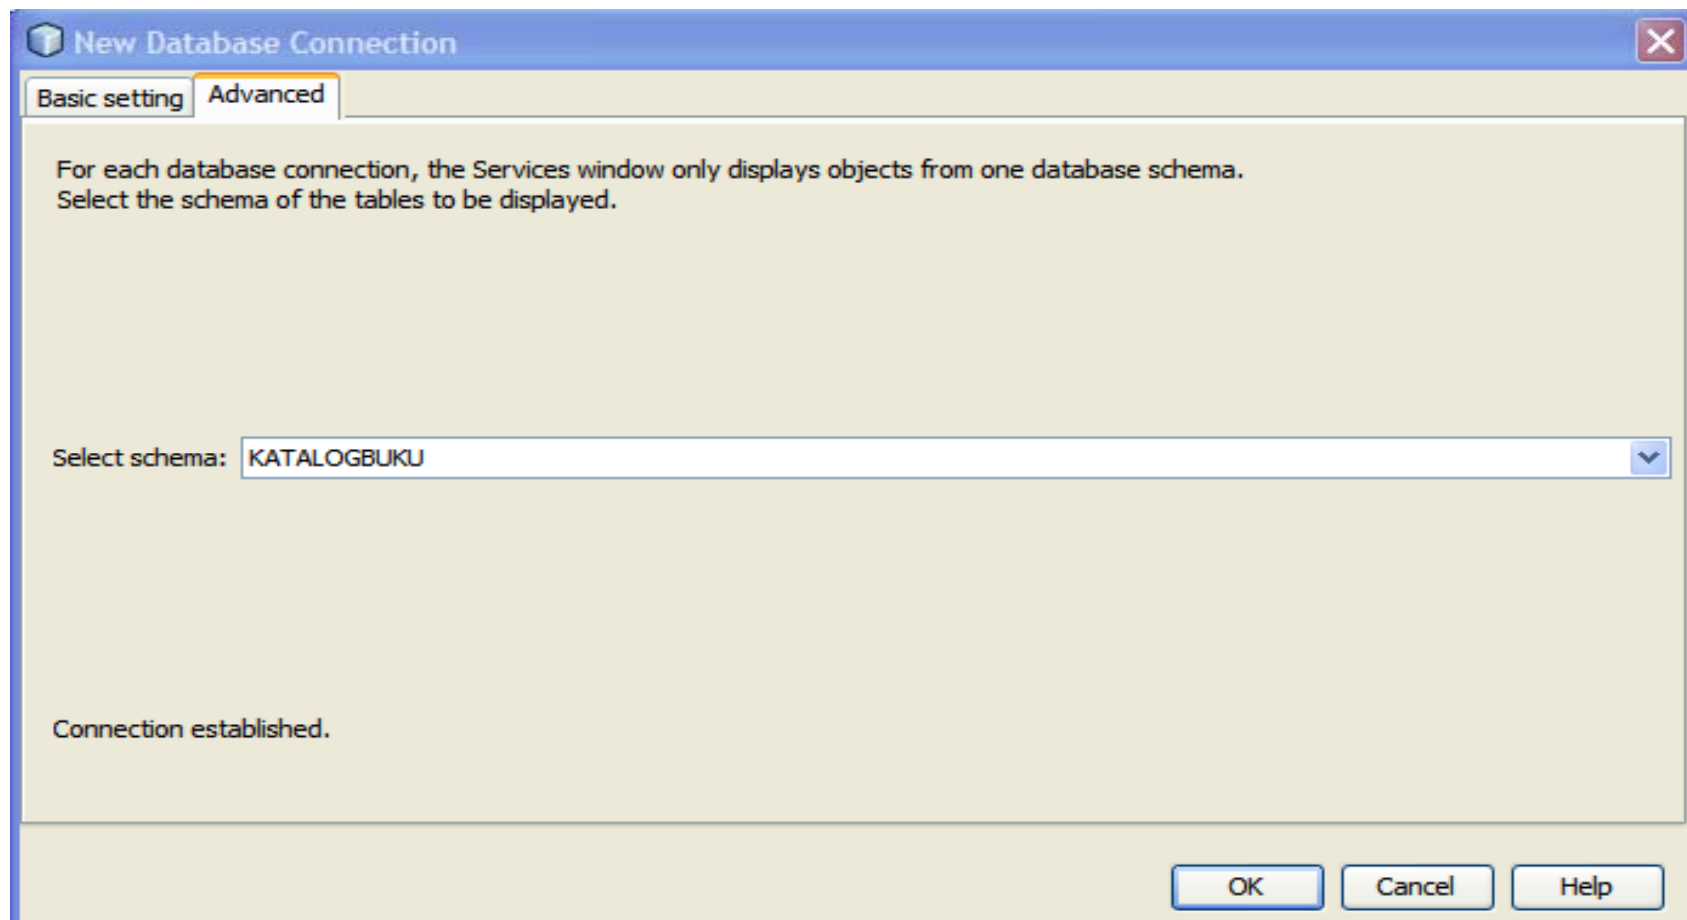 New Database Connection
Basic setting Advanced
For each database connection, the Services window only displays objects from one database schema.
Select the schema of the tables to be displayed.
Select schema: KATALOGBUKU
Connection established.
OK Cancel Help